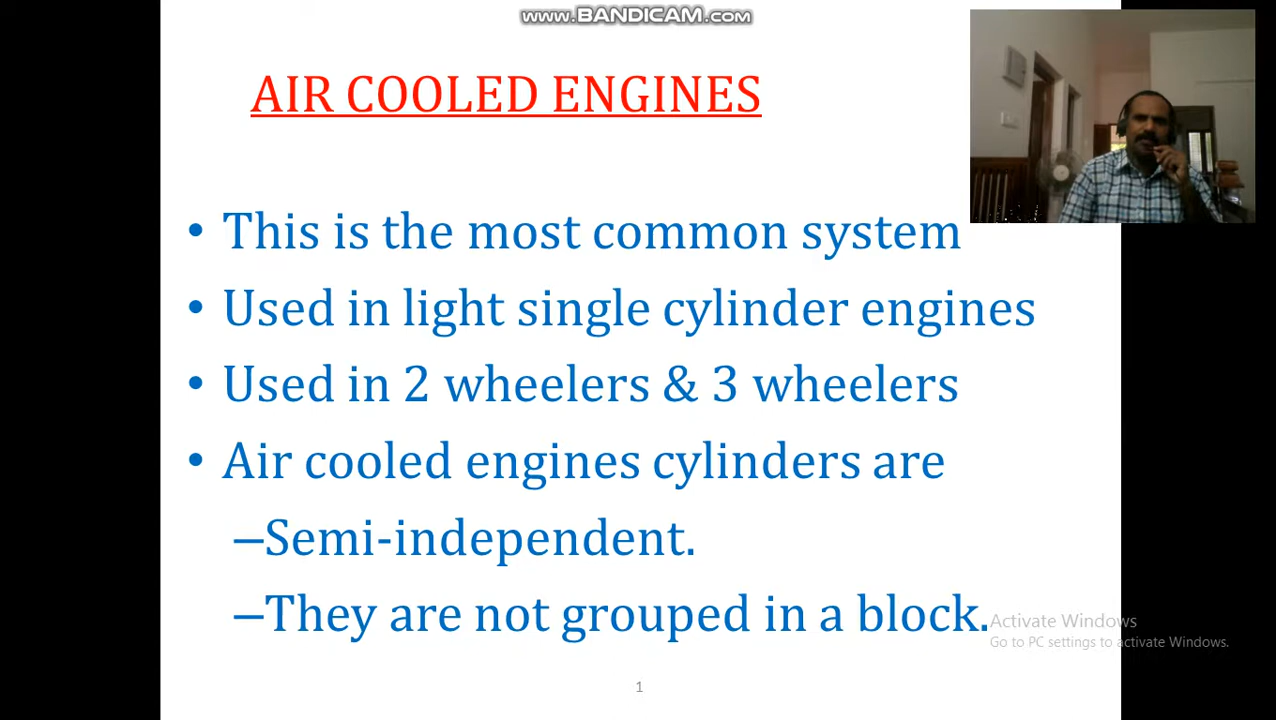 www.BANDICAM.com
AIR COOLED ENGINES
• This is the most common system
• Used in light single cylinder engines
• Used in 2 wheelers & 3 wheelers
• Air cooled engines cylinders are
–Semi-independent.
–They are not grouped in a block.
Activate Windows
Go to PC settings to activate Windows.
1